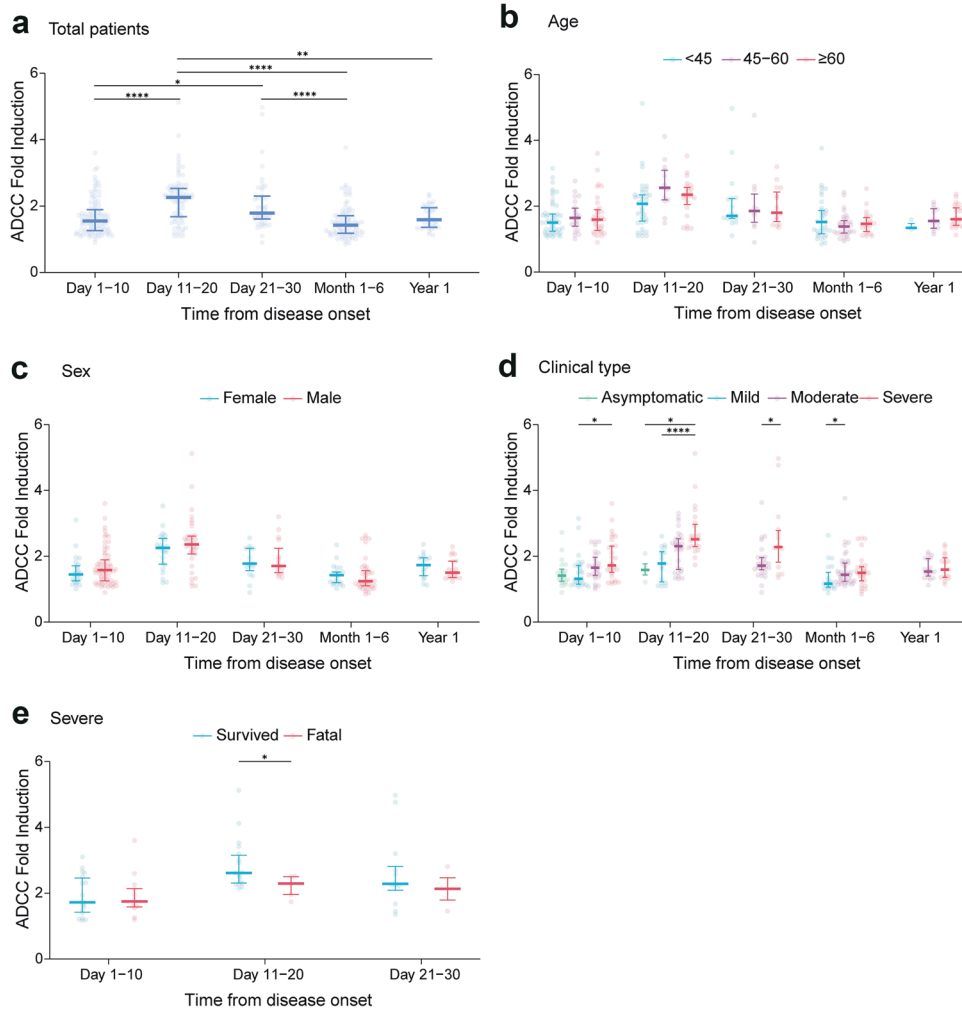 a Total patients
ADCC Fold Induction
6
4
2
0
**
****
* 
**** ****
Day 1−10 Day 11−20 Day 21−30 Month 1−6 Year 1
Time from disease onset
b Age
<45 45−60 ≥60
ADCC Fold Induction
6
4
2
0
Day 1−10 Day 11−20 Day 21−30 Month 1−6 Year 1
Time from disease onset
c Sex
Female Male
ADCC Fold Induction
6
4
2
0
Day 1−10 Day 11−20 Day 21−30 Month 1−6 Year 1
Time from disease onset
d Clinical type
Asymptomatic Mild Moderate Severe
ADCC Fold Induction
6
4
2
0
* * * *
****
Day 1−10 Day 11−20 Day 21−30 Month 1−6 Year 1
Time from disease onset
e Severe
Survived Fatal
ADCC Fold Induction
6
4
2
0
*
Day 1−10 Day 11−20 Day 21−30
Time from disease onset